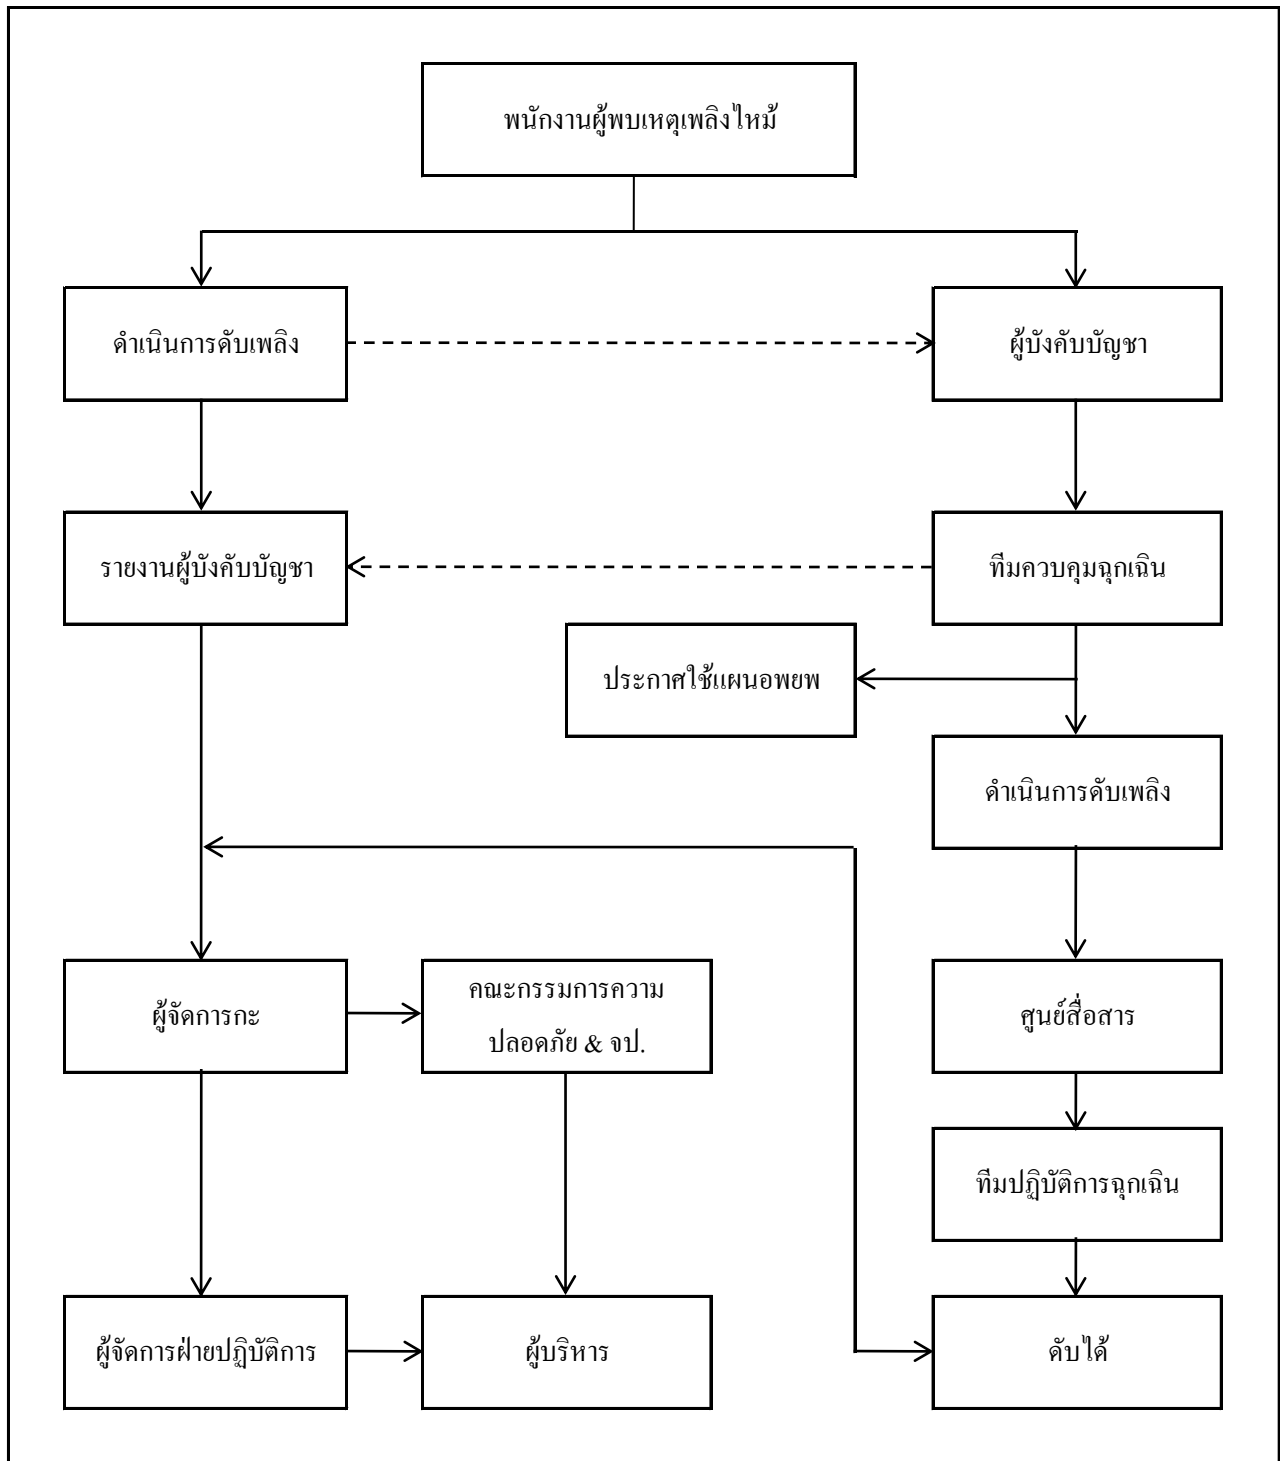 พนักงานผู้พบเหตุเพลิงไหม้
ดำเนินการดับเพลิง
ผู้บังคับบัญชา
รายงานผู้บังคับบัญชา
ทีมควบคุมฉุกเฉิน
ประกาศใช้แผนอพยพ
ดำเนินการดับเพลิง
ผู้จัดการกะ
คณะกรรมการความ
ปลอดภัย & จป.
ศูนย์สื่อสาร
ทีมปฏิบัติการฉุกเฉิน
ผู้จัดการฝ่ายปฏิบัติการ
ผู้บริหาร
ดับได้